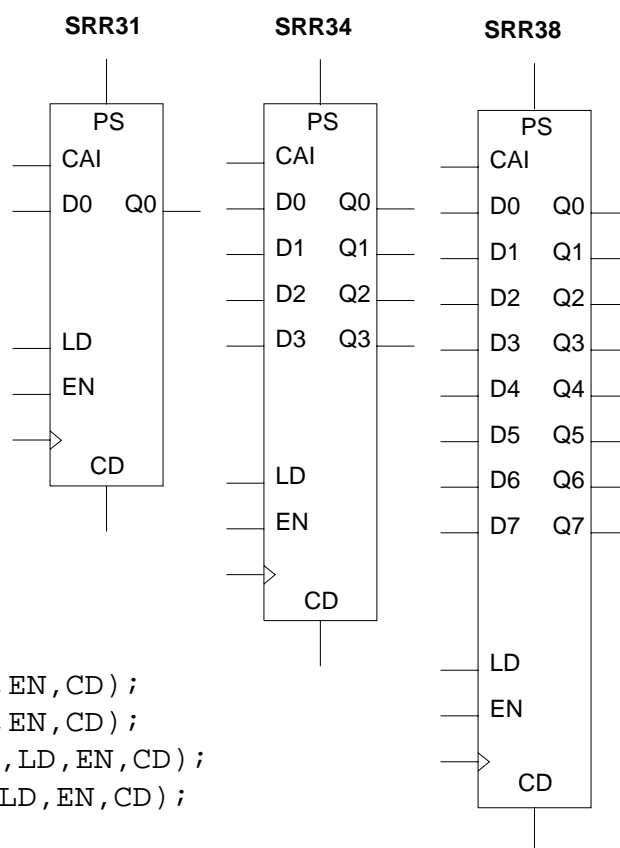 SRR31 SRR34 SRR38
PS
CAI
D0 Q0
LD
EN
CD
PS
CAI
D0 Q0
D1 Q1
D2 Q2
D3 Q3
LD
EN
CD
PS
CAI
D0 Q0
D1 Q1
D2 Q2
D3 Q3
D4 Q4
D5 Q5
D6 Q6
D7 Q7
LD
EN
CD
EN,CD);
EN,CD);
,LD,EN,CD);
LD,EN,CD);